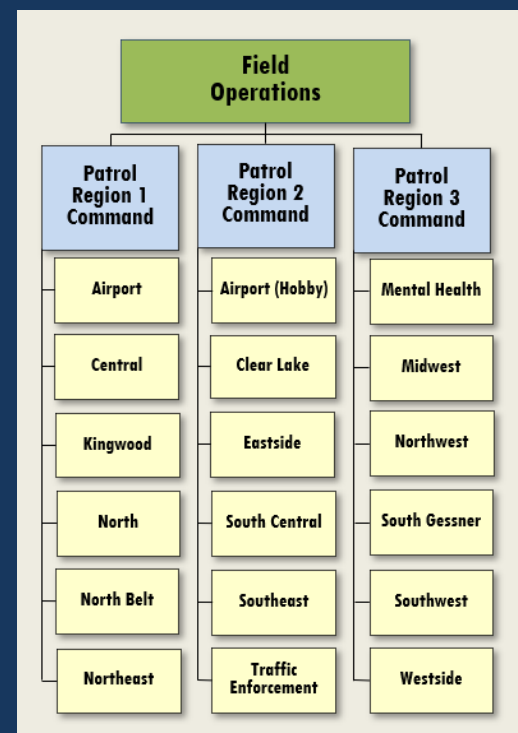 Field
Operations
Patrol
Region 1
Command
Airport
Central
Kingwood
North
North Belt
Northeast
Patrol
Region 2
Command
Airport (Hobby)
Clear Lake
Eastside
South Central
Southeast
Traffic
Enforcement
Patrol
Region 3
Command
Mental Health
Midwest
Northwest
South Gessner
Southwest
Westside